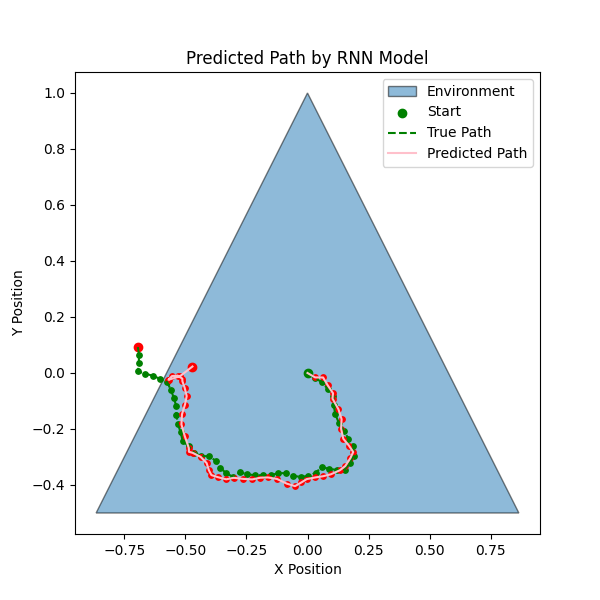 Predicted Path by RNN Model
Environment
Start
True Path
Predicted Path
Y Position
1.0
0.8
0.6
0.4
0.2
0.0
−0.2
−0.4
−0.75 −0.50 −0.25 0.00 0.25 0.50 0.75
X Position